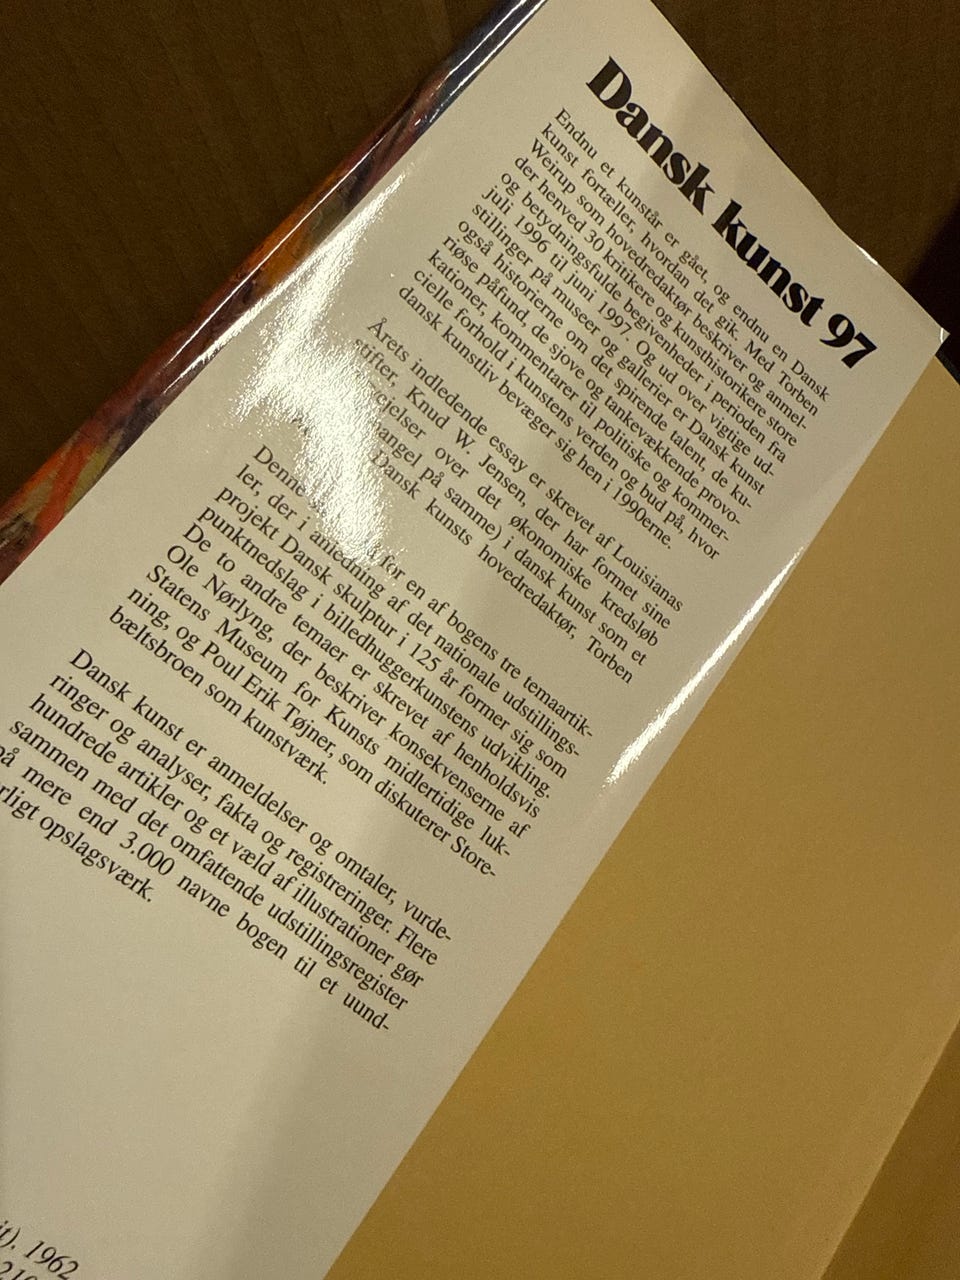 Dansk kunst 97
Endnu et kunstår er gået, og endnu en Dansk
kunst fortæller, hvordan det gik. Med Torben
Weirup som hovedredaktør beskriver og anmel-
der henved 30 kritikere og kunsthistorikere store
og betydningsfulde begivenheder i perioden fra
juli 1996 til juni 1997. Og ud over vigtige ud-
stillinger på museer og gallerier er Dansk kunst
også historierne om det spirende talent, de ku-
riøse påfund, de sjove og tankevækkende provo-
kationer, kommentarer til politiske og kommer-
cielle forhold i kunstens verden og bud på, hvor
dansk kunstliv bevæger sig hen i 1990erne.
Årets indledende essay er skrevet af Louisianas
stifter, Knud W. Jensen, der har formet sine
over det økonomiske kredsløb
mangel på samme) i dansk kunst som et
Dansk kunsts hovedredaktør, Torben
Denne for en af bogens tre temaartik-
ler, der i anledning af det nationale udstillings-
projekt Dansk skulptur i 125 år former sig som
punktnedslag i billedhuggerkunstens udvikling.
De to andre temaer er skrevet af henholdsvis
Ole Nørlyng, der beskriver konsekvenserne af
Statens Museum for Kunsts midlertidige luk-
ning, og Poul Erik Tøjner, som diskuterer Store-
bæltsbroen som kunstværk.
Dansk kunst er anmeldelser og omtaler, vurde-
ringer og analyser, fakta og registreringer. Flere
hundrede artikler og et væld af illustrationer gør
sammen med det omfattende udstillingsregister
på mere end 3.000 navne bogen til et uund-
rligt opslagsværk.
it). 1962